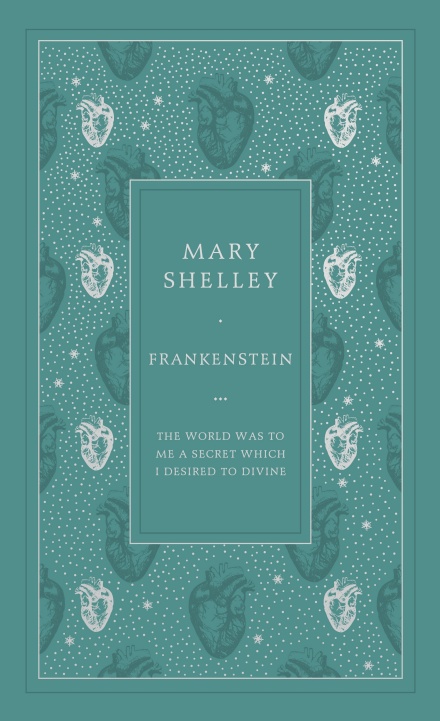 MARY
SHELLEY
·
FRANKENSTEIN
...
THE WORLD WAS TO
ME A SECRET WHICH
I DESIRED TO DIVINE